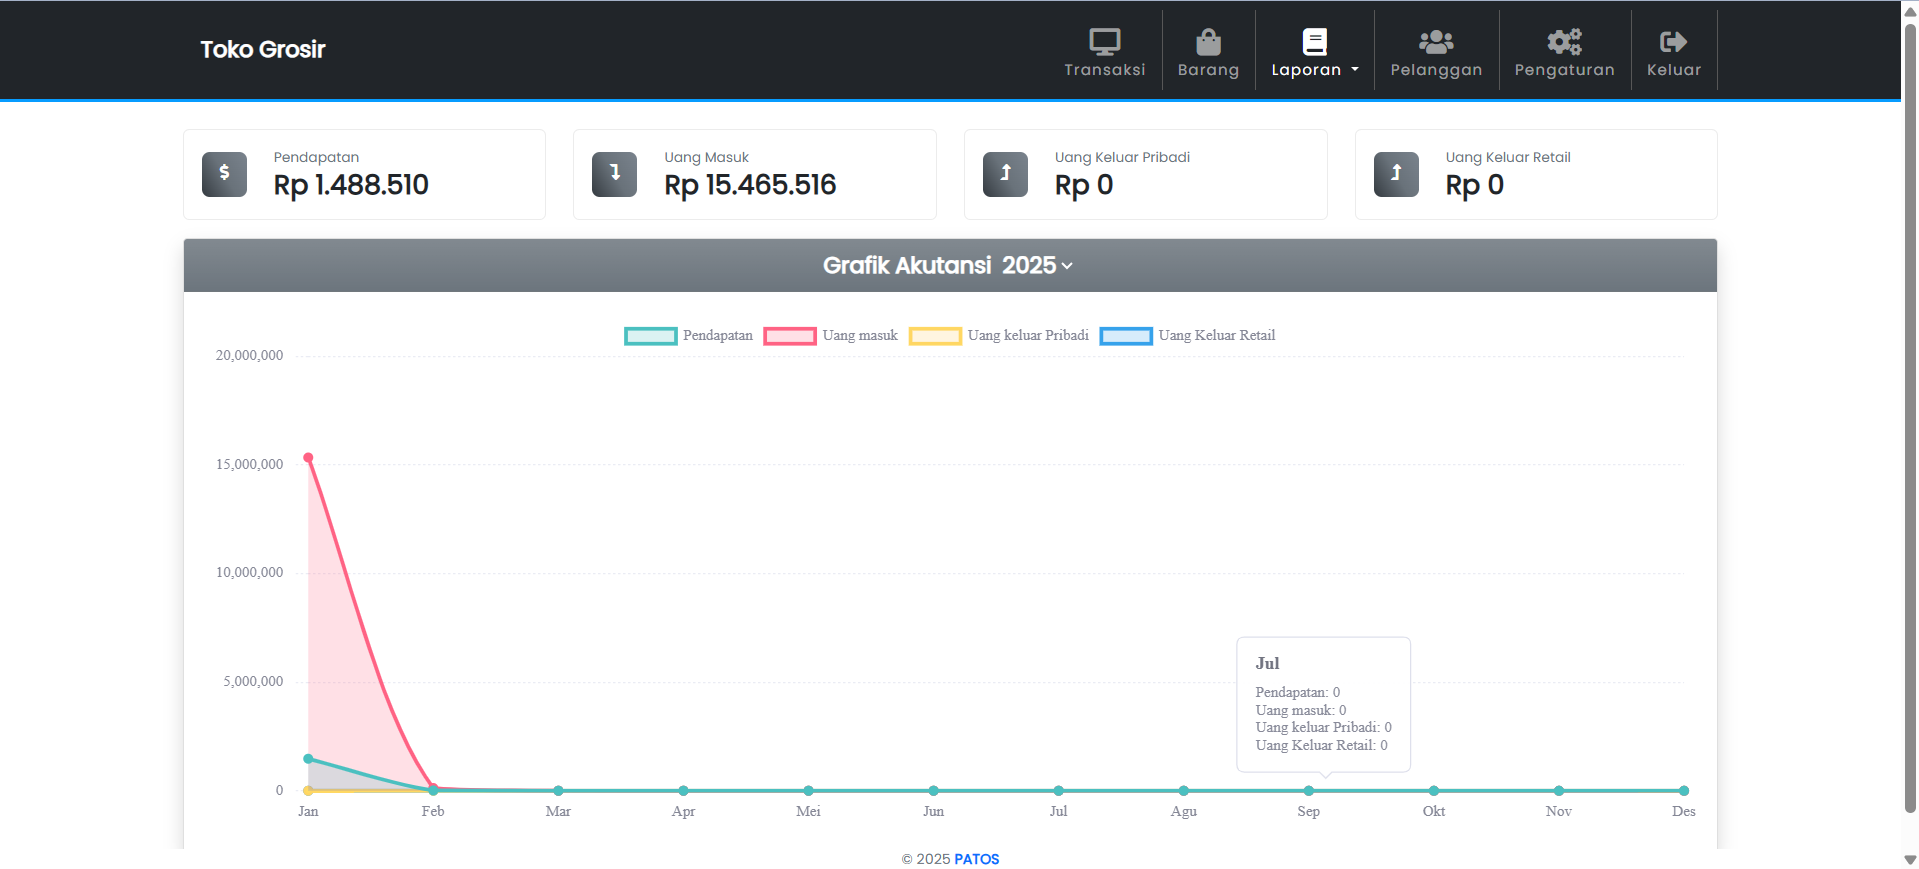 Toko Grosir
Transaksi
Barang
Laporan
Pelanggan
Pengaturan
Keluar
Pendapatan
Rp 1.488.510
Uang Masuk
Rp 15.465.516
Uang Keluar Pribadi
Rp 0
Uang Keluar Retail
Rp 0
Grafik Akutansi 2025
Pendapatan
Uang masuk
Uang keluar Pribadi
Uang Keluar Retail
20,000,000
15,000,000
10,000,000
5,000,000
0
Jul
Pendapatan: 0
Uang masuk: 0
Uang keluar Pribadi: 0
Uang Keluar Retail: 0
Jan
Feb
Mar
Apr
Mei
Jun
Jul
Agu
Sep
Okt
Nov
Des
© 2025 PATOS